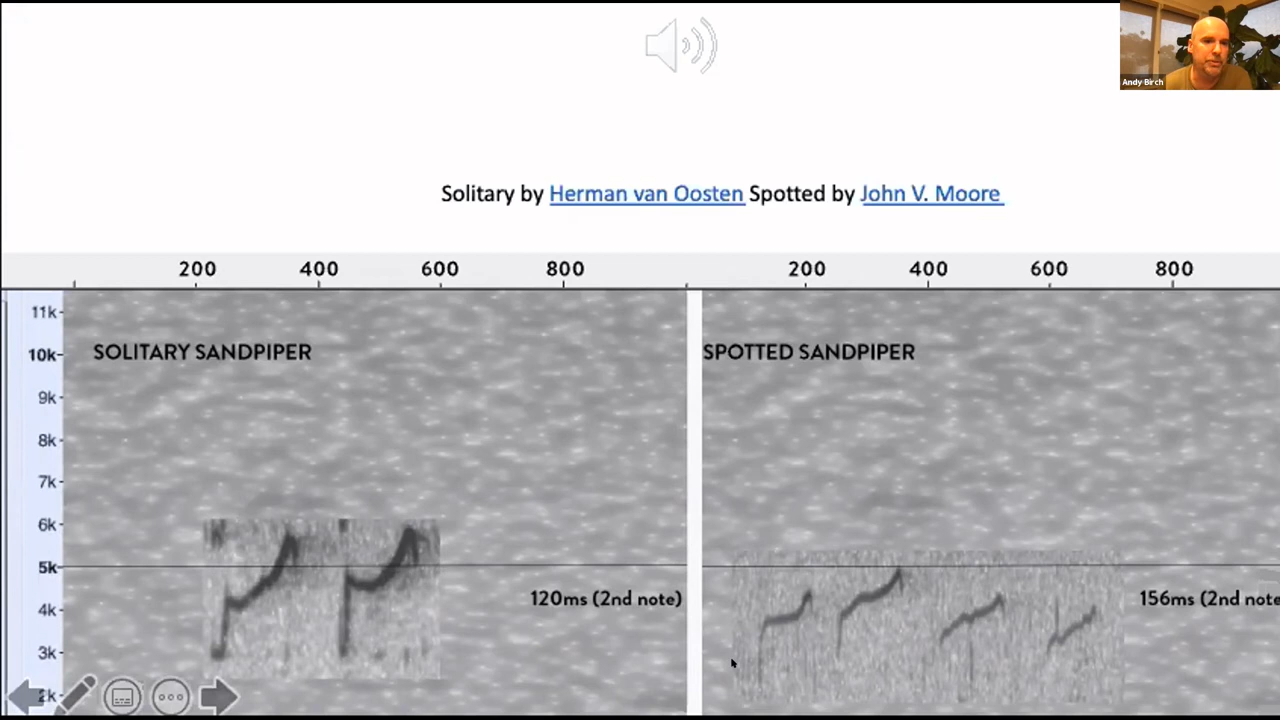 Andy Birch
Solitary by Herman van Oosten Spotted by John V. Moore
200 400 600 800 200 400 600 800
11k
10k
SOLITARY SANDPIPER SPOTTED SANDPIPER
9k
8k
7k
6k
5k
120ms (2nd note) 156ms (2nd note
4k
3k
2k